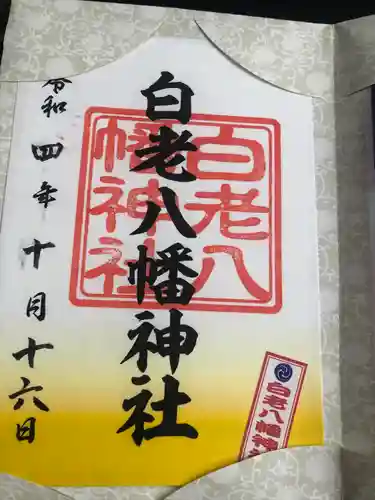 白老八幡神社
白老八
幡神社
令和四年十月十六日
白老八幡神社